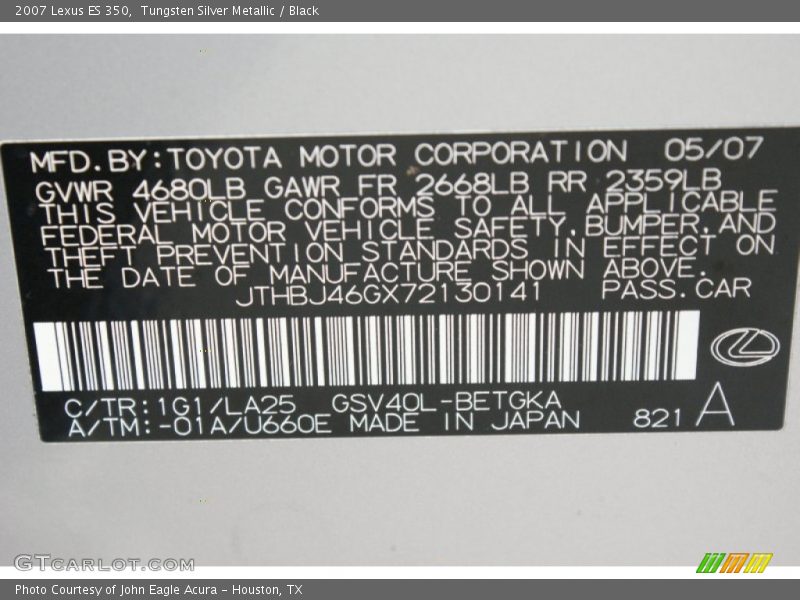 2007 Lexus ES 350,  Tungsten Silver Metallic / Black
MFD. BY: TOYOTA MOTOR CORPORATION 05/07
GVWR 4680LB GAWR FR 2668LB RR 2359LB
THIS VEHICLE CONFORMS TO ALL APPLICABLE
FEDERAL MOTOR VEHICLE SAFETY, BUMPER, AND
THEFT PREVENTION STANDARDS IN EFFECT ON
THE DATE OF MANUFACTURE SHOWN ABOVE.
JTHBJ46GX72130141 PASS. CAR
C/TR: 1G1/LA25 GSV40L-BETGKA
A/TM: -01A/U660E MADE IN JAPAN 821 A
GTCarLot.com
Photo Courtesy of John Eagle Acura - Houston, TX